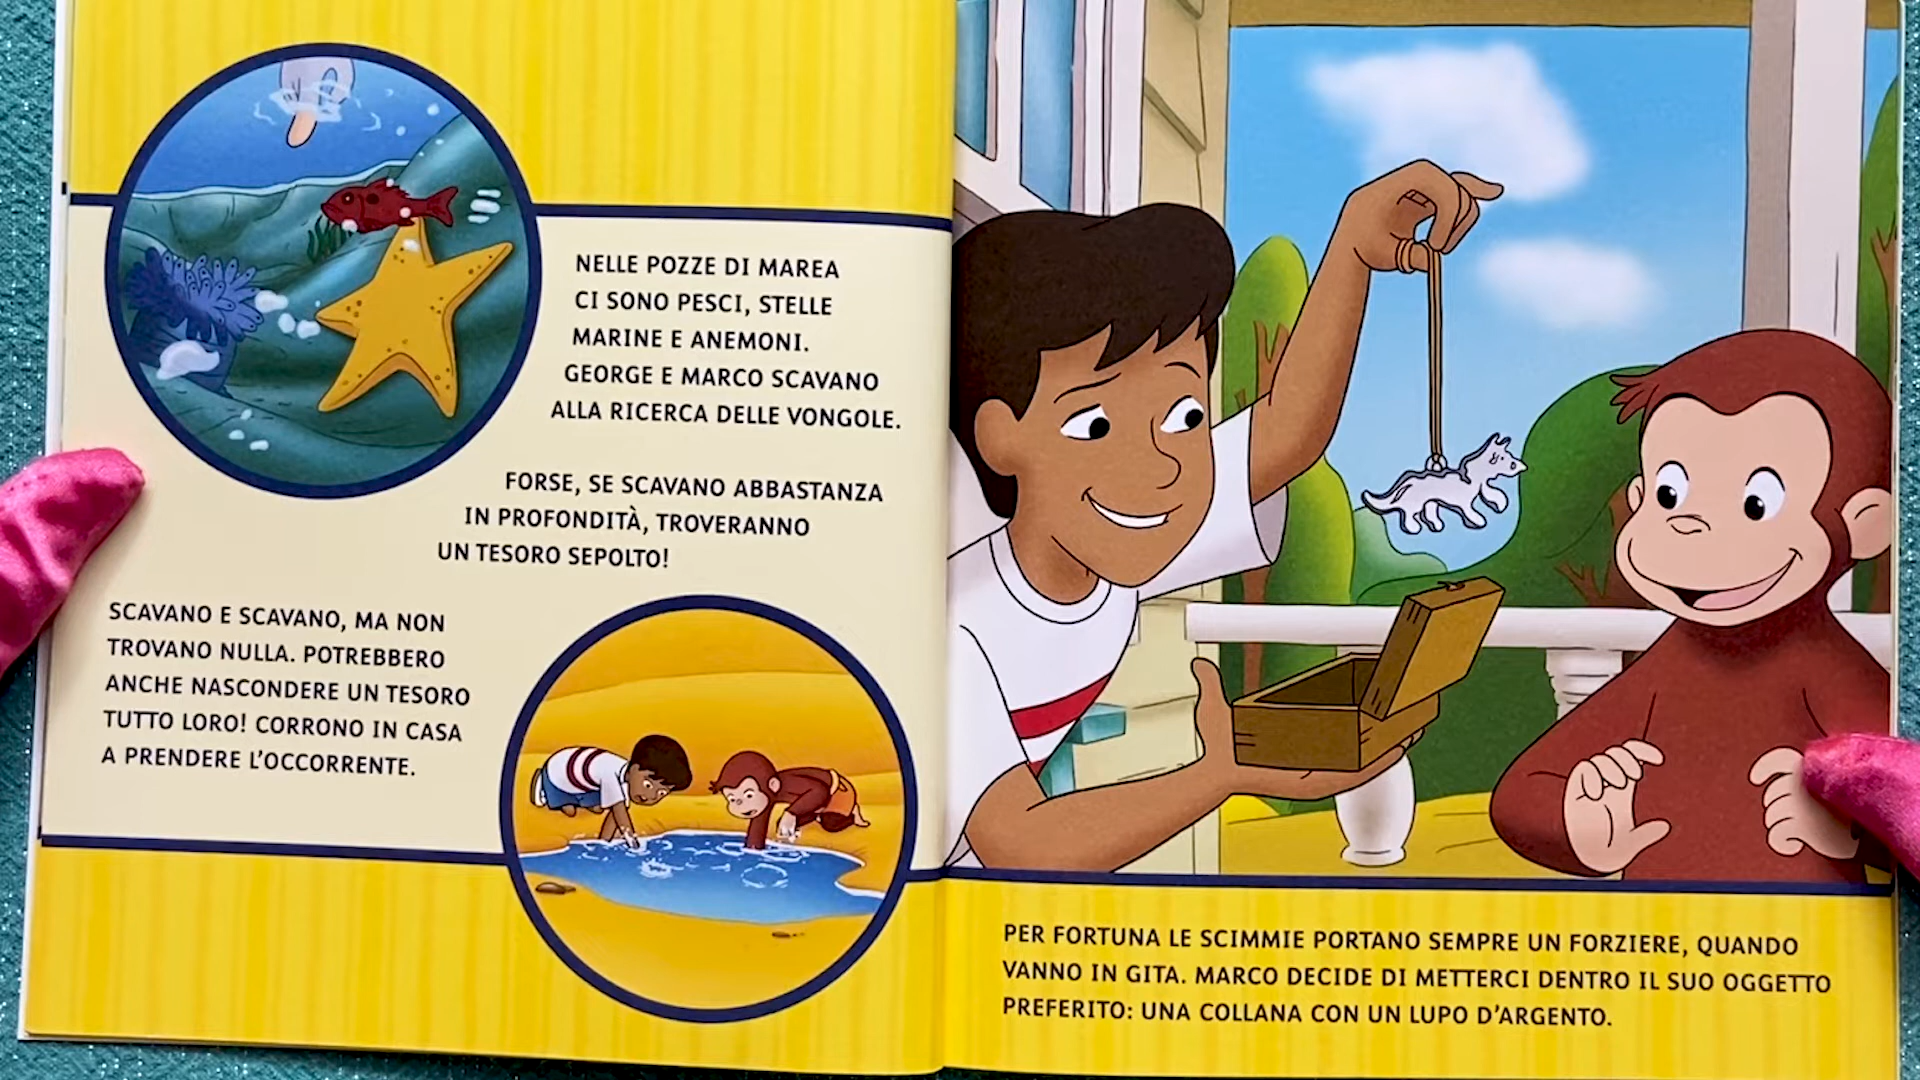 NELLE POZZE DI MAREA
CI SONO PESCI, STELLE
MARINE E ANEMONI.
GEORGE E MARCO SCAVANO
ALLA RICERCA DELLE VONGOLE.
FORSE, SE SCAVANO ABBASTANZA
IN PROFONDITÀ, TROVERANNO
UN TESORO SEPOLTO!
SCAVANO E SCAVANO, MA NON
TROVANO NULLA. POTREBBERO
ANCHE NASCONDERE UN TESORO
TUTTO LORO! CORRONO IN CASA
A PRENDERE L'OCCORRENTE.
PER FORTUNA LE SCIMMIE PORTANO SEMPRE UN FORZIERE, QUANDO
VANNO IN GITA. MARCO DECIDE DI METTERCI DENTRO IL SUO OGGETTO
PREFERITO: UNA COLLANA CON UN LUPO D'ARGENTO.